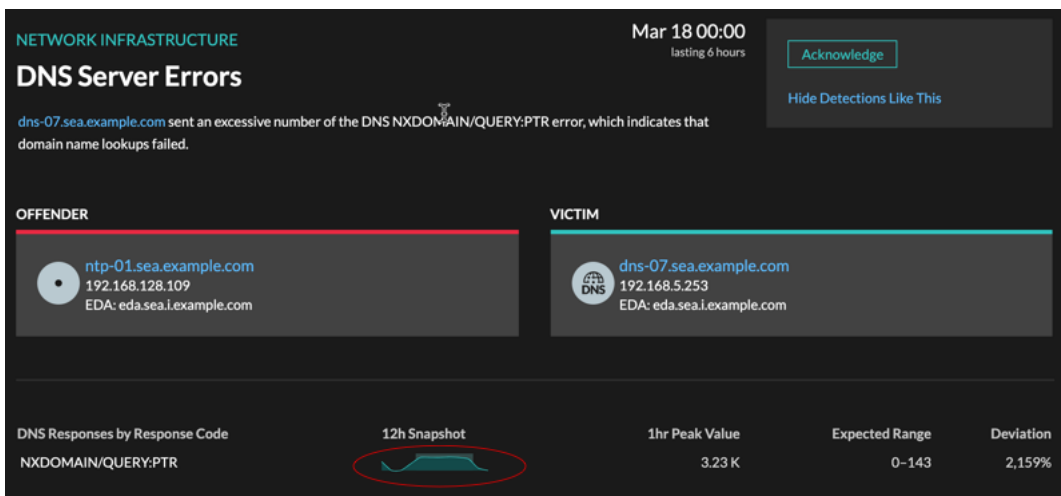 NETWORK INFRASTRUCTURE
Mar 18 00:00
lasting 6 hours
Acknowledge
DNS Server Errors
Hide Detections Like This
dns-07.sea.example.com sent an excessive number of the DNS NXDOMAIN/QUERY:PTR error, which indicates that
domain name lookups failed.
OFFENDER
ntp-01.sea.example.com
192.168.128.109
EDA: eda.sea.i.example.com
VICTIM
DNS
dns-07.sea.example.com
192.168.5.253
EDA: eda.sea.i.example.com
DNS Responses by Response Code 12h Snapshot 1hr Peak Value Expected Range Deviation
NXDOMAIN/QUERY:PTR 3.23 K 0–143 2,159%